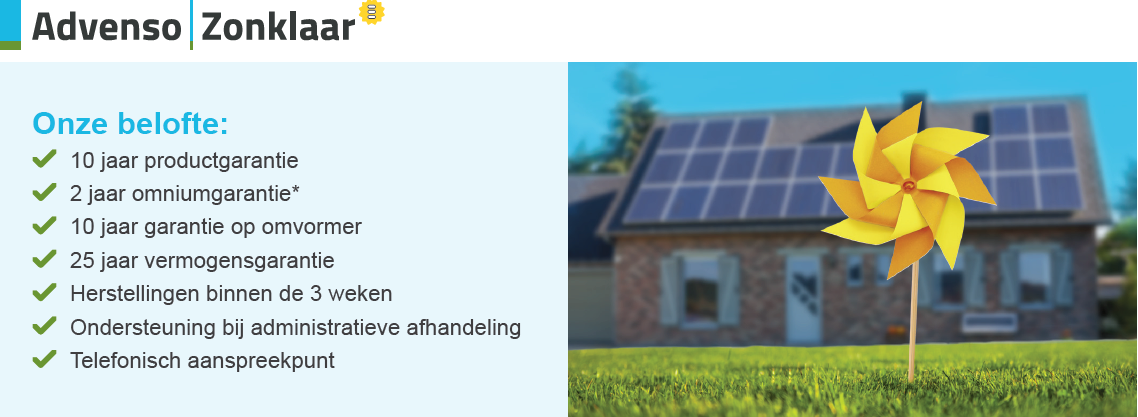 Advenso Zonklaar
Onze belofte:
10 jaar productgarantie
2 jaar omniumgarantie*
10 jaar garantie op omvormer
25 jaar vermogensgarantie
Herstellingen binnen de 3 weken
Ondersteuning bij administratieve afhandeling
Telefonisch aanspreekpunt